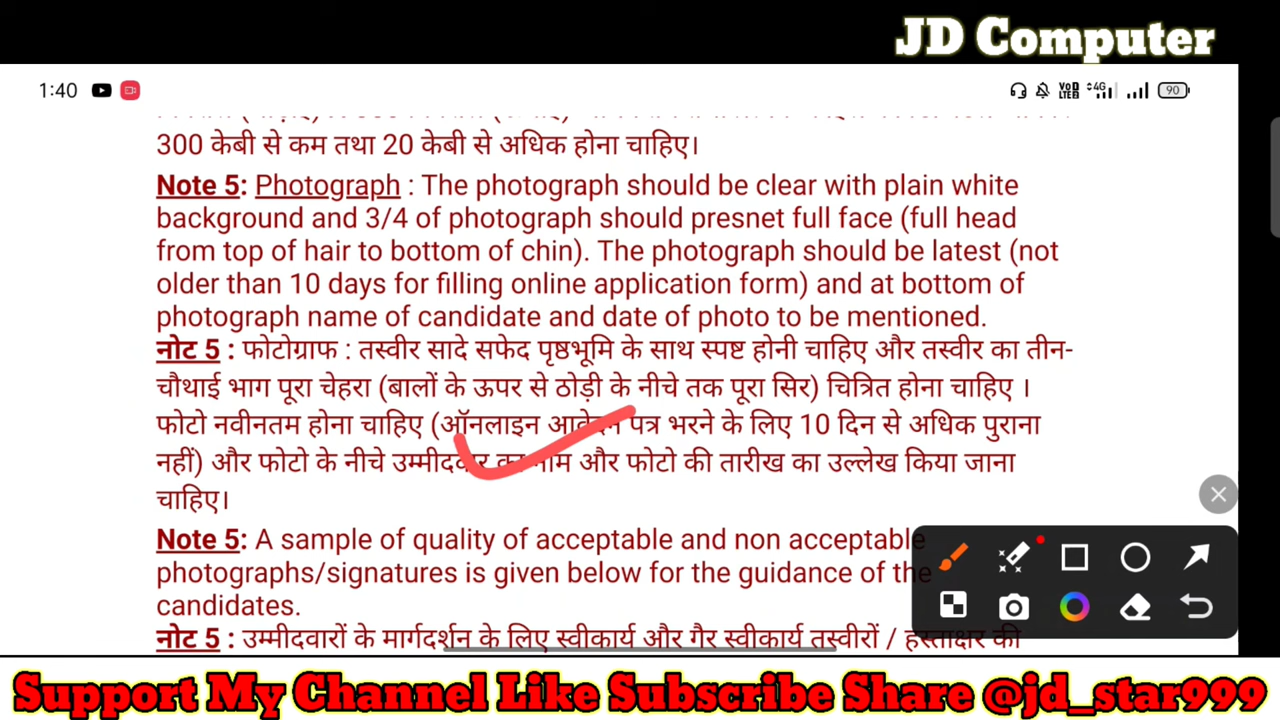 JD Computer
1:40
4G
90
300 केबी से कम तथा 20 केबी से अधिक होना चाहिए।
Note 5: Photograph : The photograph should be clear with plain white
background and 3/4 of photograph should presnet full face (full head
from top of hair to bottom of chin). The photograph should be latest (not
older than 10 days for filling online application form) and at bottom of
photograph name of candidate and date of photo to be mentioned.
नोट 5 : फोटोग्राफ : तस्वीर सादे सफेद पृष्ठभूमि के साथ स्पष्ट होनी चाहिए और तस्वीर का तीन-
चौथाई भाग पूरा चेहरा (बालों के ऊपर से ठोड़ी के नीचे तक पूरा सिर) चित्रित होना चाहिए ।
फोटो नवीनतम होना चाहिए (ऑनलाइन आवेदन पत्र भरने के लिए 10 दिन से अधिक पुराना
नहीं) और फोटो के नीचे उम्मीदकार का नाम और फोटो की तारीख का उल्लेख किया जाना
चाहिए।
Note 5: A sample of quality of acceptable and non acceptable
photographs/signatures is given below for the guidance of the
candidates.
नोट 5 : उम्मीदवारों के मार्गदर्शन के लिए स्वीकार्य और गैर स्वीकार्य तस्वीरों / हस्ताक्षर की
Support My Channel Like Subscribe Share @jd_star999